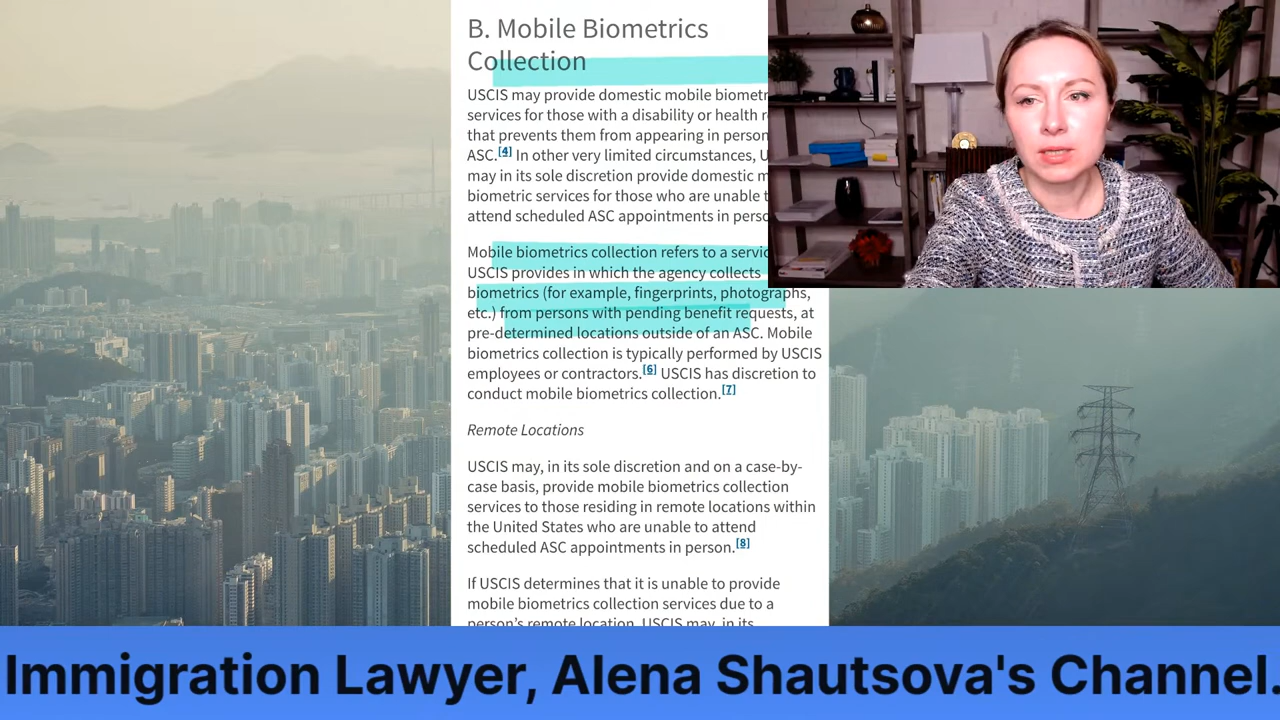 B. Mobile Biometrics
Collection
USCIS may provide domestic mobile
services for those with a disability or health
that prevents them from appearing in person
ASC.[4] In other very limited circumstances,
may in its sole discretion provide domestic
biometric services for those who are unable
attend scheduled ASC appointments in
Mobile biometrics collection refers to a
USCIS provides in which the agency collects
biometrics (for example, fingerprints, photographs,
etc.) from persons with pending benefit requests, at
pre-determined locations outside of an ASC. Mobile
biometrics collection is typically performed by USCIS
employees or contractors.[6] USCIS has discretion to
conduct mobile biometrics collection.[7]
Remote Locations
USCIS may, in its sole discretion and on a case-by-
case basis, provide mobile biometrics collection
services to those residing in remote locations within
the United States who are unable to attend
scheduled ASC appointments in person.[8]
If USCIS determines that it is unable to provide
mobile biometrics collection services due to a
person's remote location, USCIS may, in its
Immigration Lawyer, Alena Shautsova's Channel.